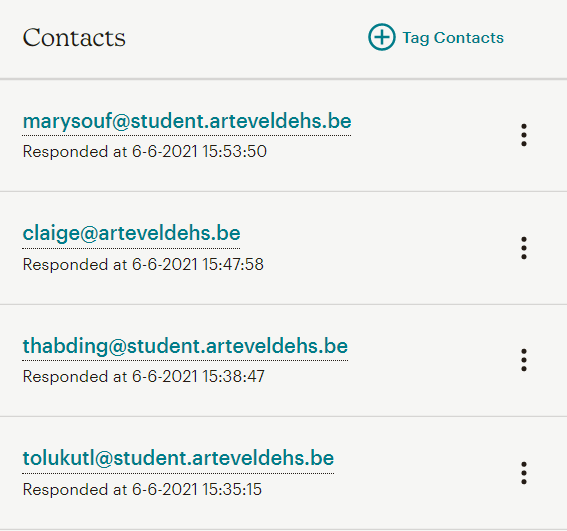 Contacts
Tag Contacts
marysouf@student.arteveldehs.be
Responded at 6-6-2021 15:53:50
claige@arteveldehs.be
Responded at 6-6-2021 15:47:58
thabding@student.arteveldehs.be
Responded at 6-6-2021 15:38:47
tolukutl@student.arteveldehs.be
Responded at 6-6-2021 15:35:15